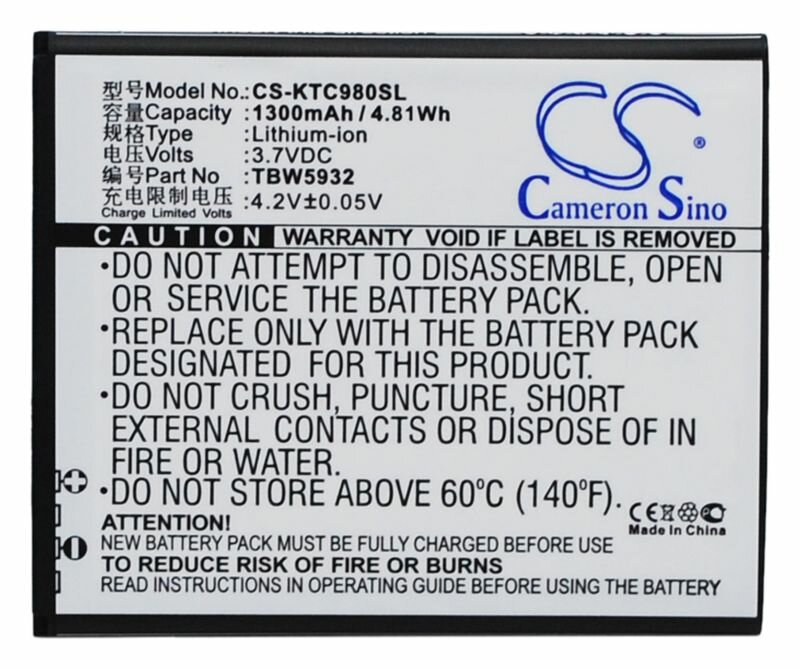 型号Model No.:CS-KTC980SL
容量Capacity :1300mAh / 4.81Wh
规格Type :Lithium-ion
电压Volts :3.7VDC
编号Part No :TBW5932
充电限制电压:4.2V±0.05V
Charge Limited Volts
Cameron Sino
®
CAUTION WARRANTY VOID IF LABEL IS REMOVED
·DO NOT ATTEMPT TO DISASSEMBLE, OPEN
OR SERVICE THE BATTERY PACK.
·REPLACE ONLY WITH THE BATTERY PACK
DESIGNATED FOR THIS PRODUCT.
·DO NOT CRUSH, PUNCTURE, SHORT
EXTERNAL CONTACTS OR DISPOSE OF IN
FIRE OR WATER.
·DO NOT STORE ABOVE 60°C (140°F).
CE
Made In China
ATTENTION!
NEW BATTERY PACK MUST BE FULLY CHARGED BEFORE USE
TO REDUCE RISK OF FIRE OR BURNS
READ INSTRUCTIONS IN OPERATING GUIDE BEFORE USING THE BATTERY